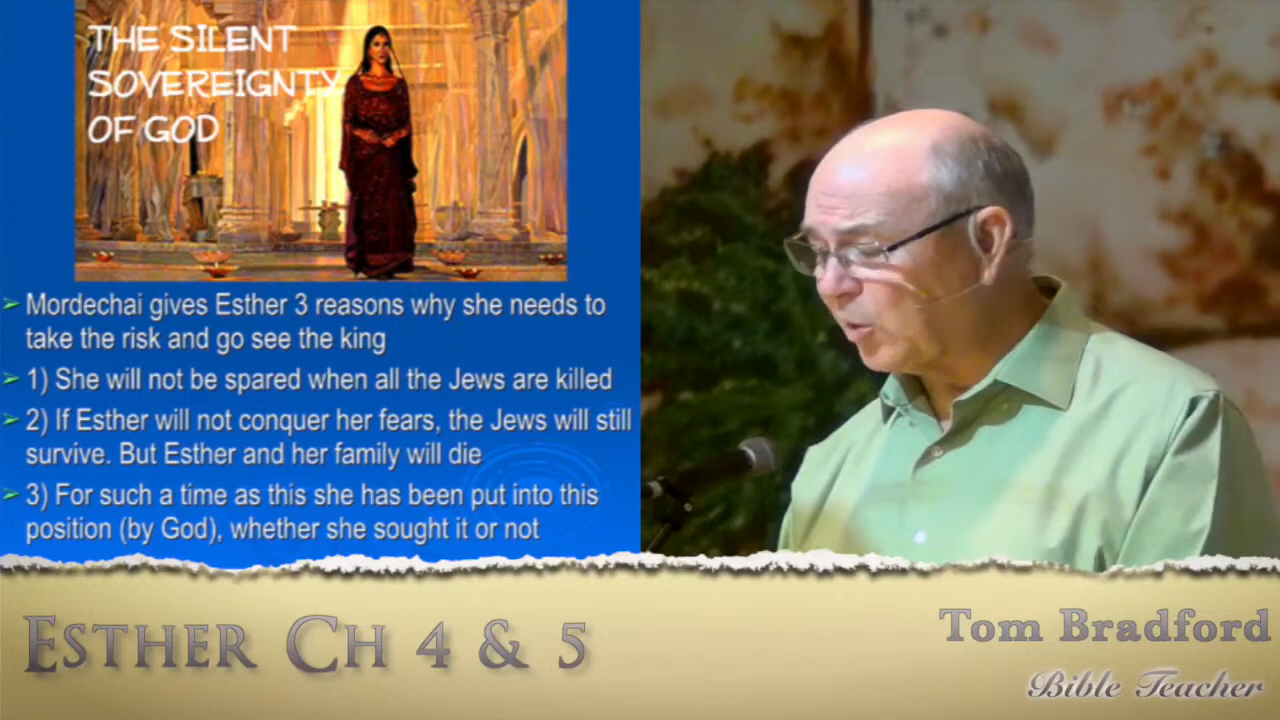 THE SILENT
SOVEREIGNTY
OF GOD
Mordechai gives Esther 3 reasons why she needs to
take the risk and go see the king
1) She will not be spared when all the Jews are killed
2) If Esther will not conquer her fears, the Jews will still
survive. But Esther and her family will die
3) For such a time as this she has been put into this
position (by God), whether she sought it or not
ESTHER CH 4 & 5
Tom Bradford
Bible Teacher